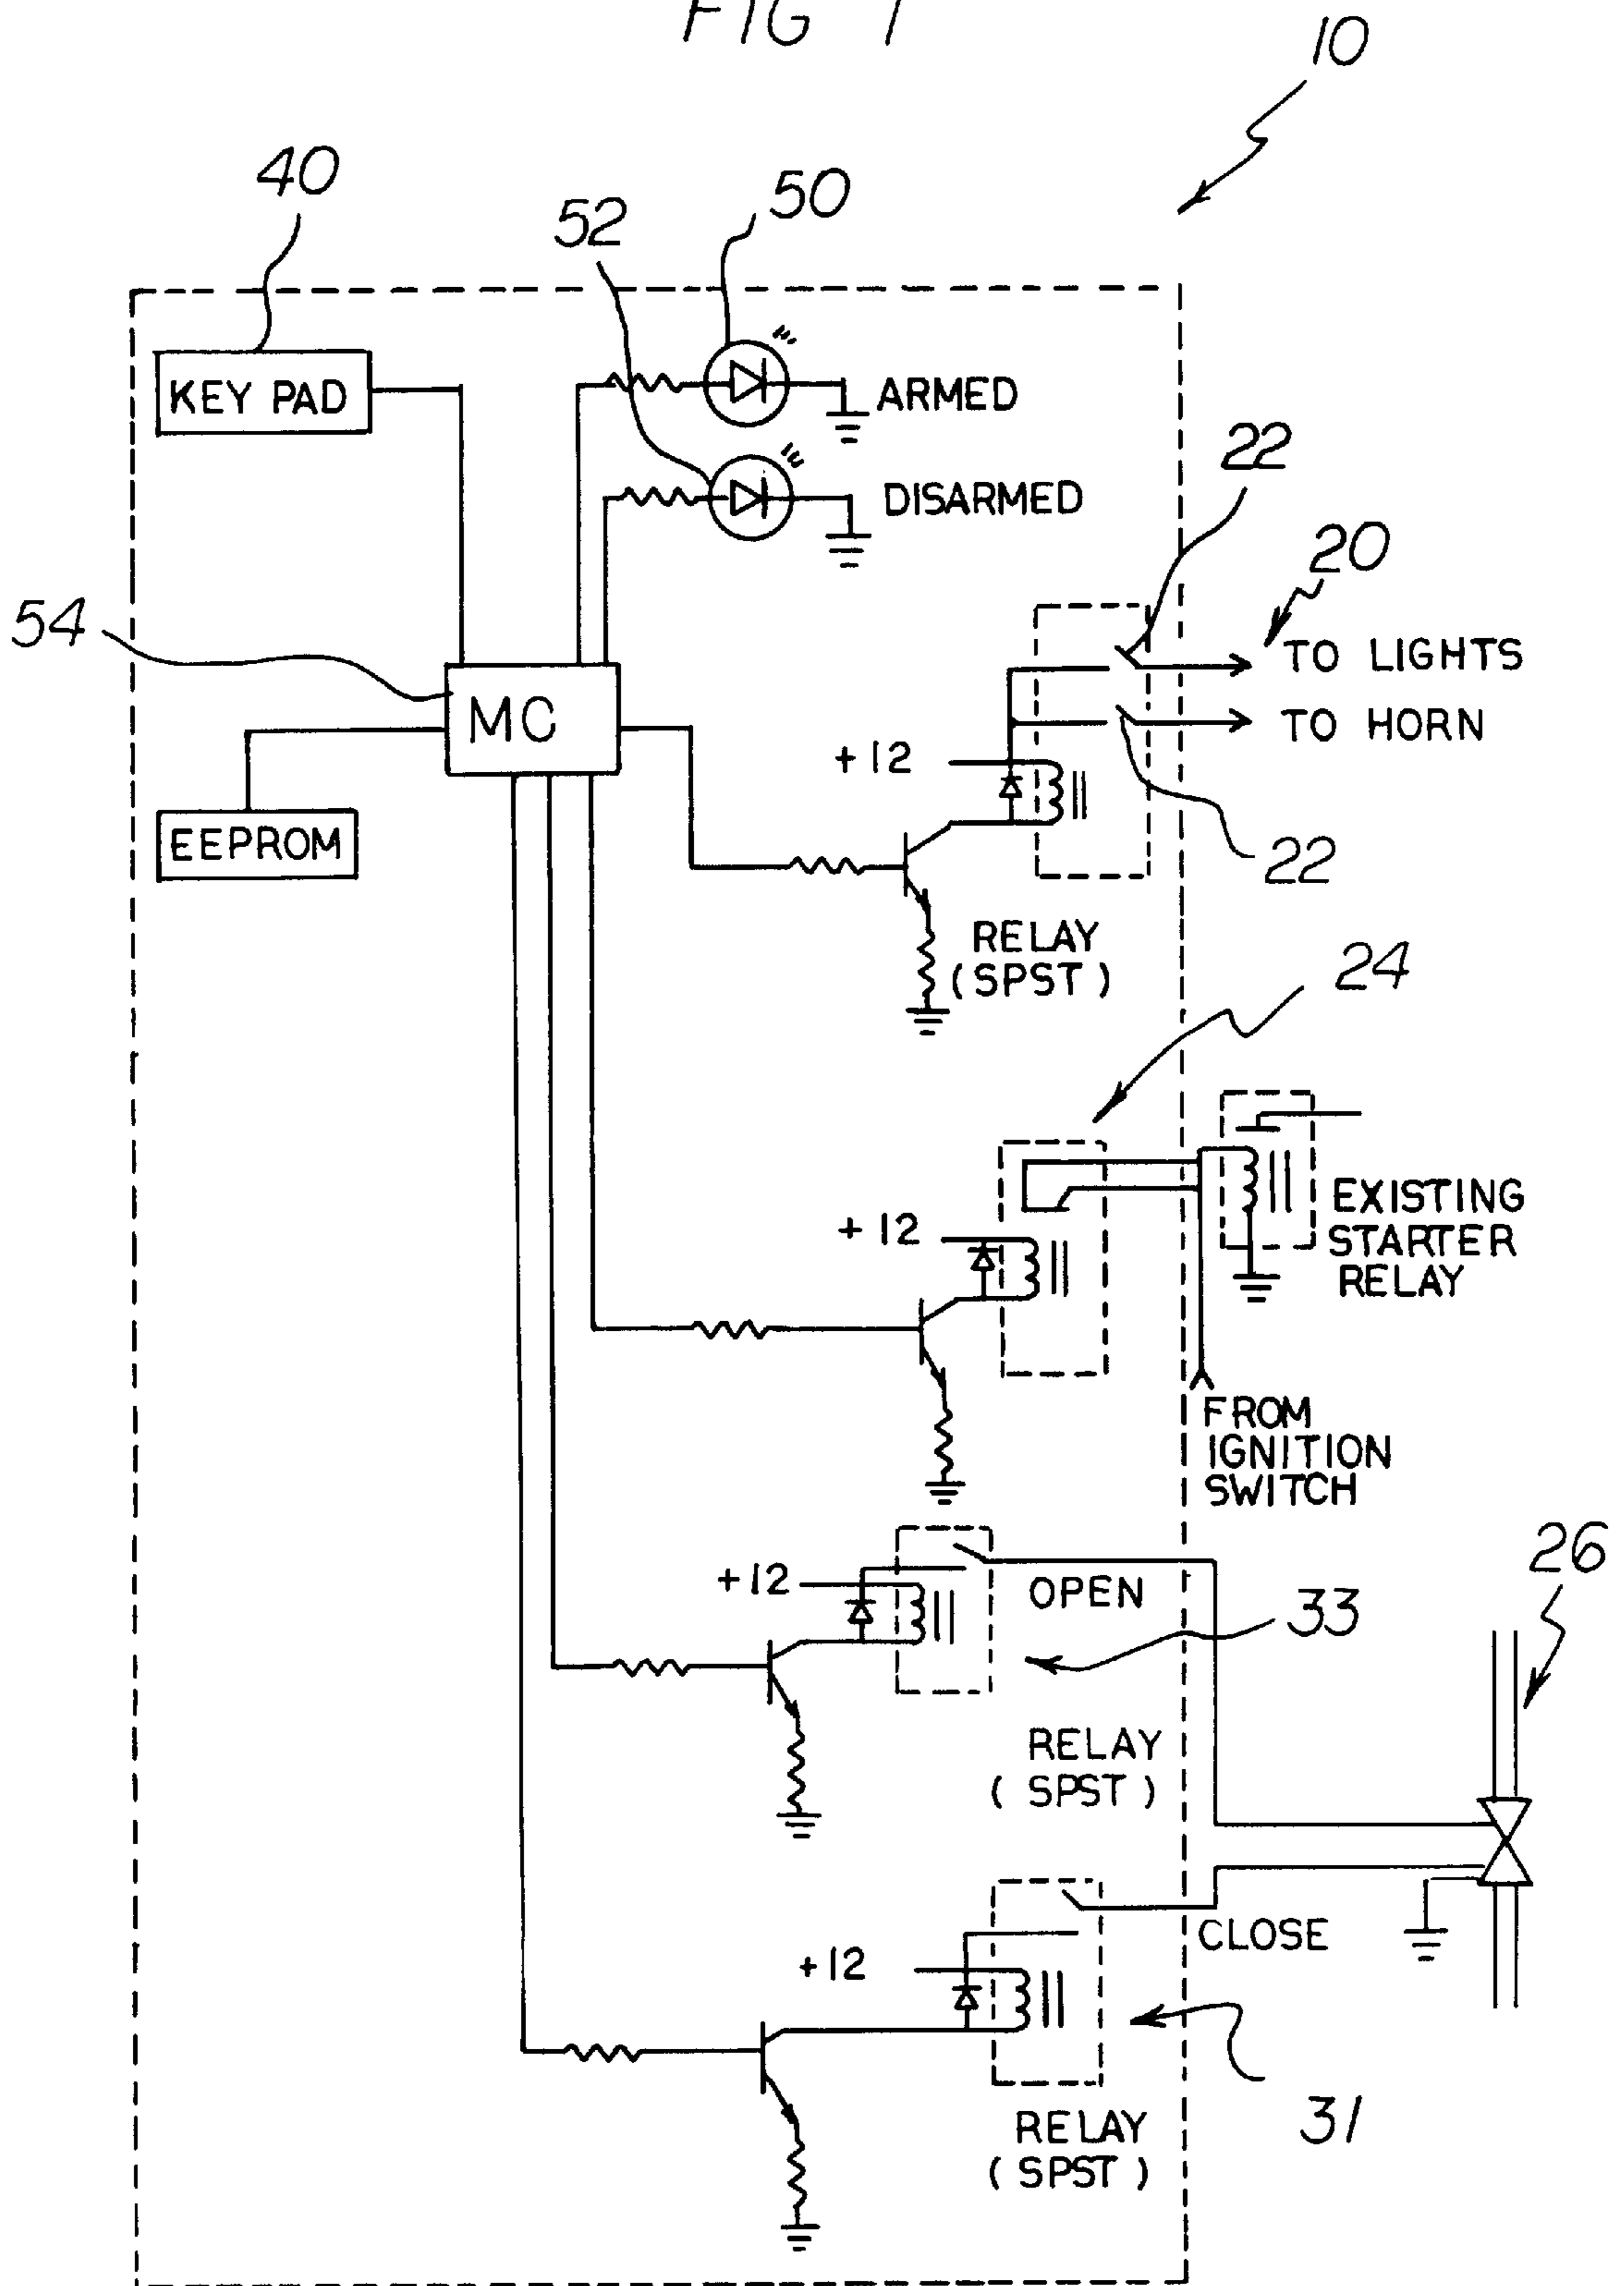 FIG 1
10
40
52
50
KEY PAD
ARMED
DISARMED
22
20
54
TO LIGHTS
MC
TO HORN
+12
EEPROM
22
RELAY
(SPST)
24
EXISTING
STARTER
RELAY
+12
FROM
IGNITION
SWITCH
26
+12
OPEN
33
RELAY
(SPST)
CLOSE
+12
31
RELAY
(SPST)